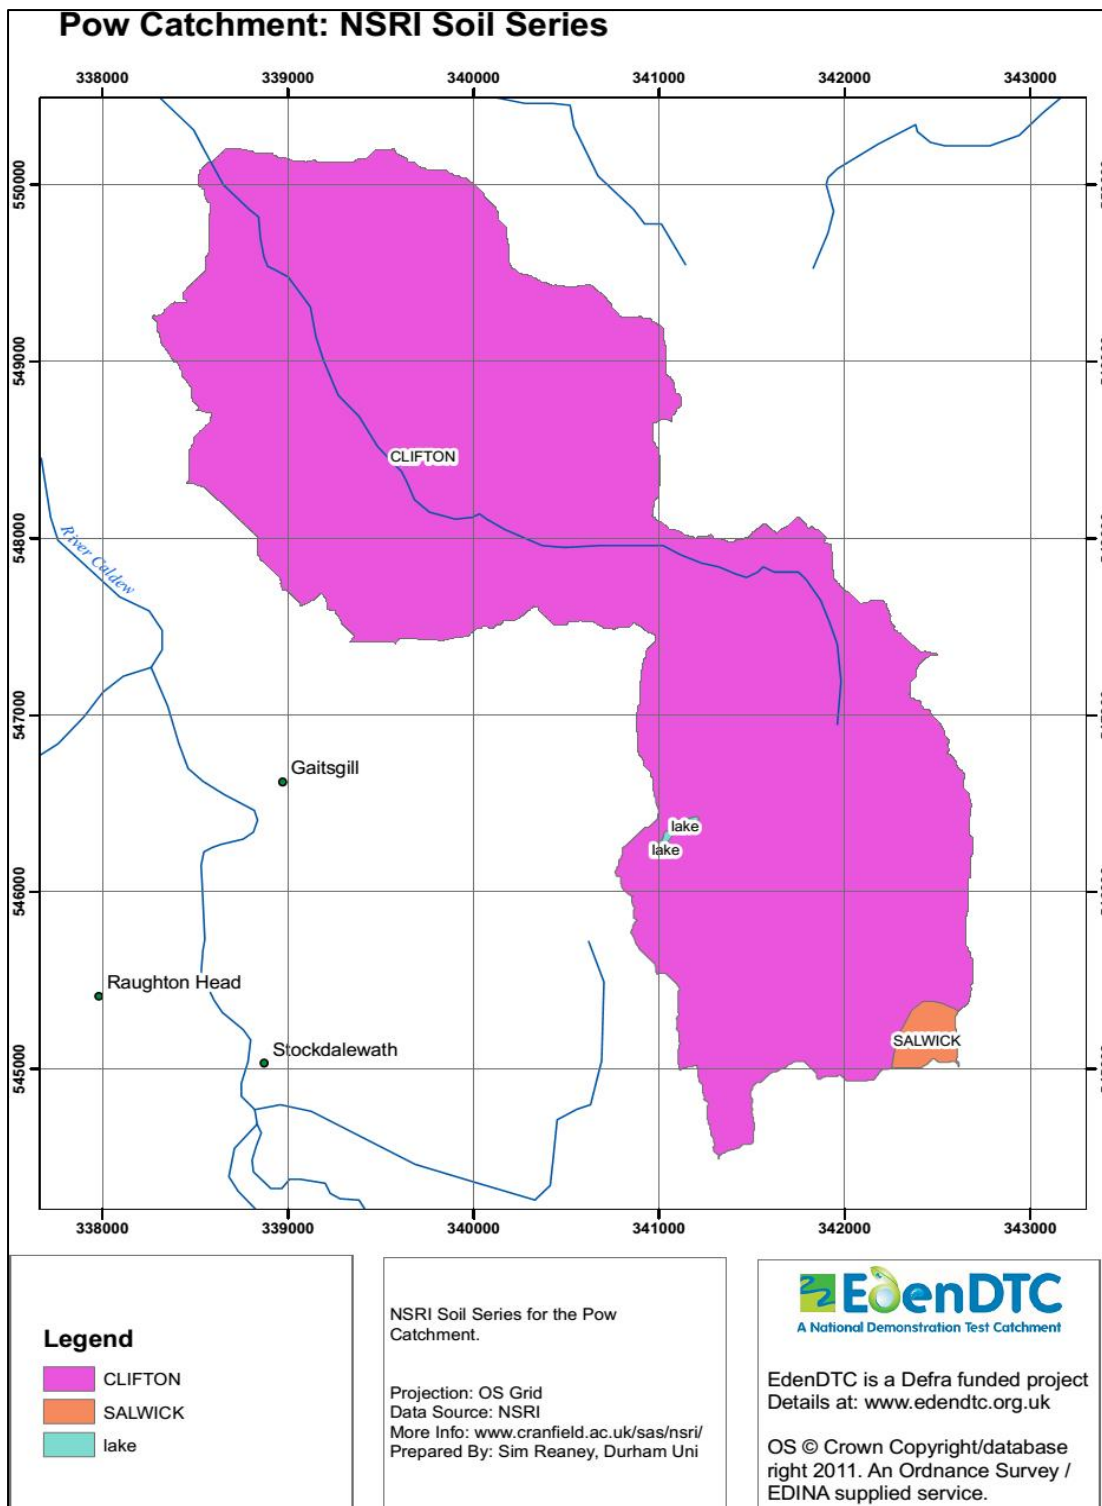 Pow Catchment: NSRI Soil Series
338000 339000 340000 341000 342000 343000
550000
549000
548000
547000
546000
545000
CLIFTON
River Caldew
Gaitsgill
lake
lake
Raughton Head
Stockdalewath
SALWICK
338000 339000 340000 341000 342000 343000
Legend
CLIFTON
SALWICK
lake
NSRI Soil Series for the Pow
Catchment.
Projection: OS Grid
Data Source: NSRI
More Info: www.cranfield.ac.uk/sas/nsri/
Prepared By: Sim Reaney, Durham Uni
EdenDTC
A National Demonstration Test Catchment
EdenDTC is a Defra funded project
Details at: www.edendtc.org.uk
OS © Crown Copyright/database
right 2011. An Ordnance Survey /
EDINA supplied service.